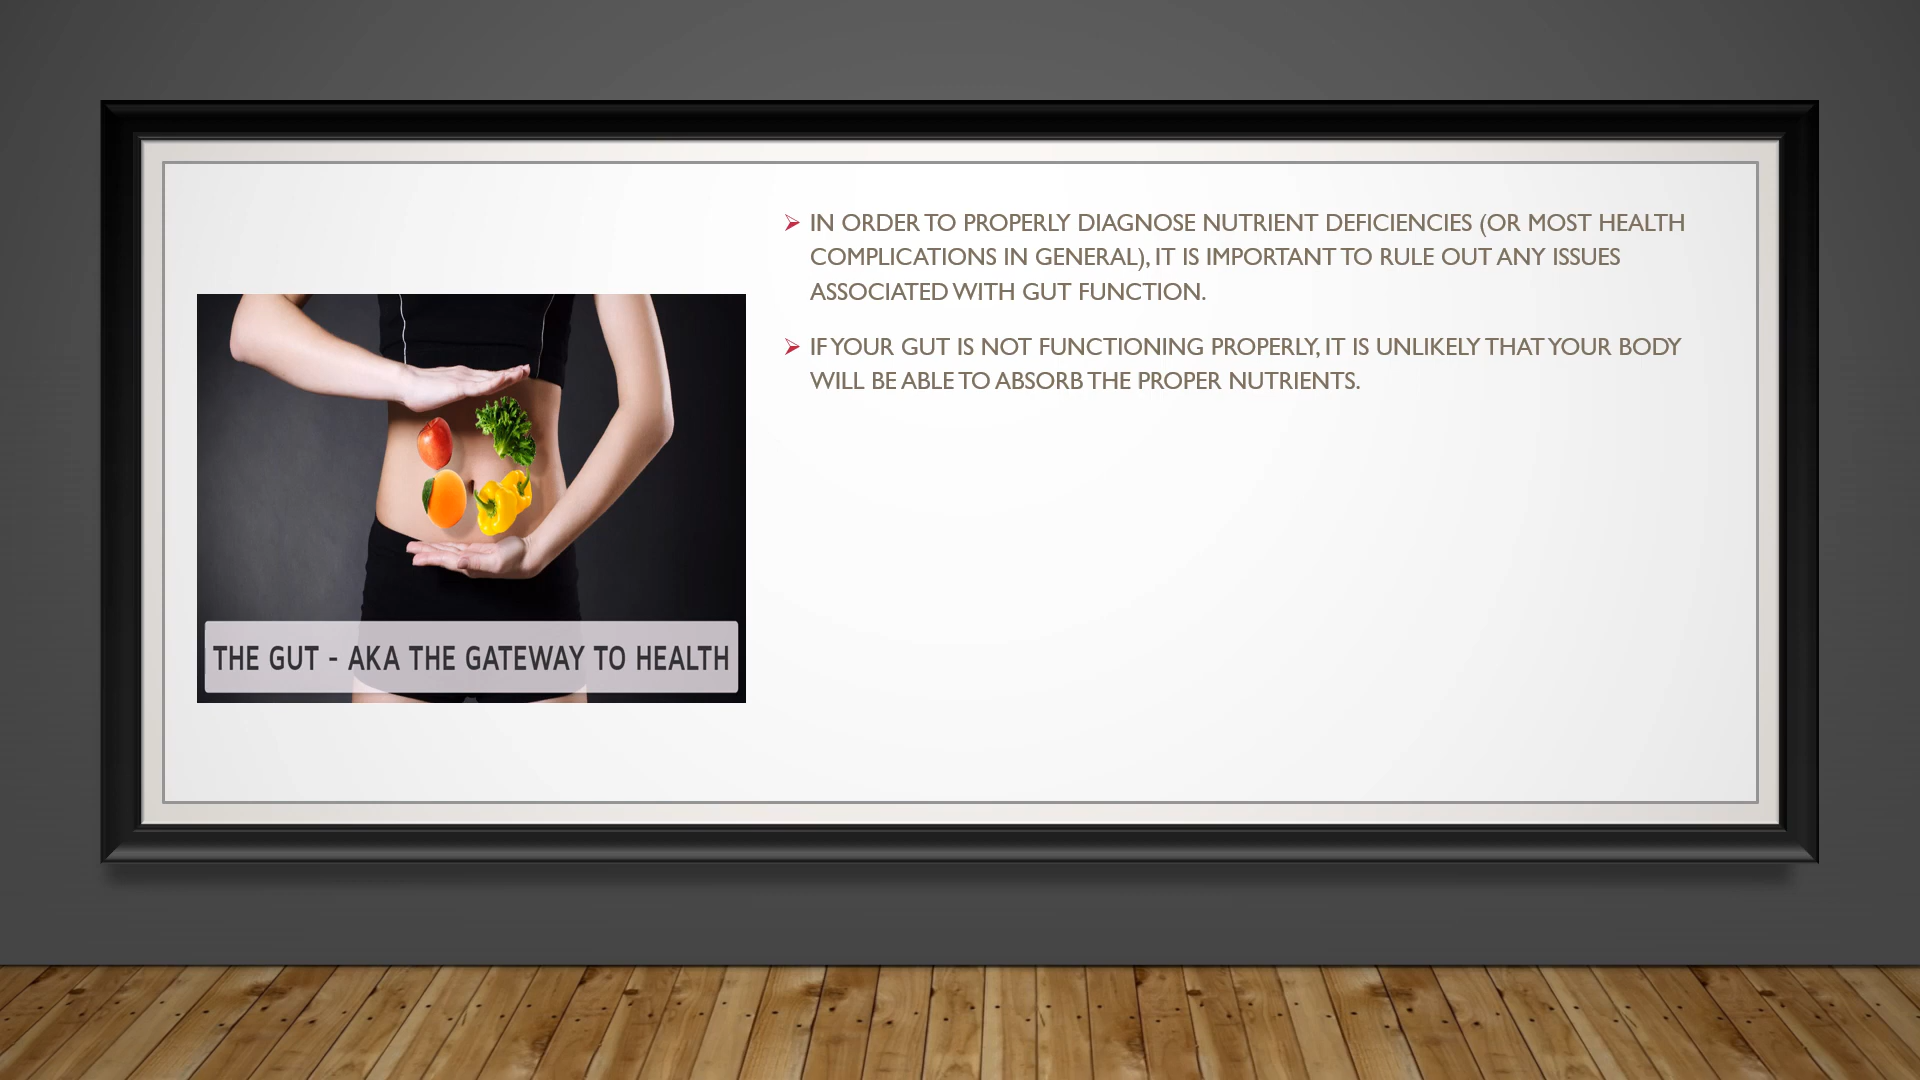 IN ORDER TO PROPERLY DIAGNOSE NUTRIENT DEFICIENCIES (OR MOST HEALTH
COMPLICATIONS IN GENERAL), IT IS IMPORTANT TO RULE OUT ANY ISSUES
ASSOCIATED WITH GUT FUNCTION.
IF YOUR GUT IS NOT FUNCTIONING PROPERLY, IT IS UNLIKELY THAT YOUR BODY
WILL BE ABLE TO ABSORB THE PROPER NUTRIENTS.
THE GUT - AKA THE GATEWAY TO HEALTH